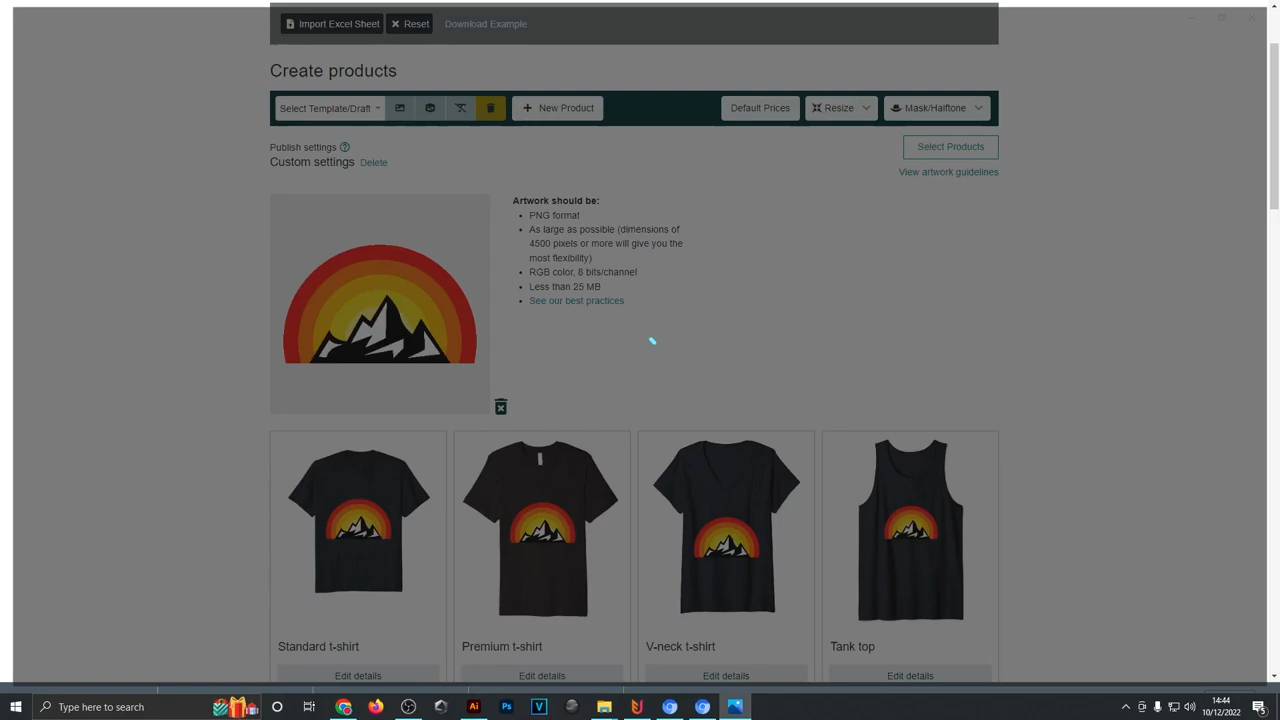 Import Excel Sheet Reset Download Example
Create products
Select Template/Draft New Product Default Prices Resize Mask/Halftone
Publish settings
Custom settings Delete
Select Products
View artwork guidelines
Artwork should be:
• PNG format
• As large as possible (dimensions of
4500 pixels or more will give you the
most flexibility)
• RGB color, 8 bits/channel
• Less than 25 MB
• See our best practices
Standard t-shirt Premium t-shirt V-neck t-shirt Tank top
Edit details Edit details Edit details Edit details
Type here to search
14:44
10/12/2022